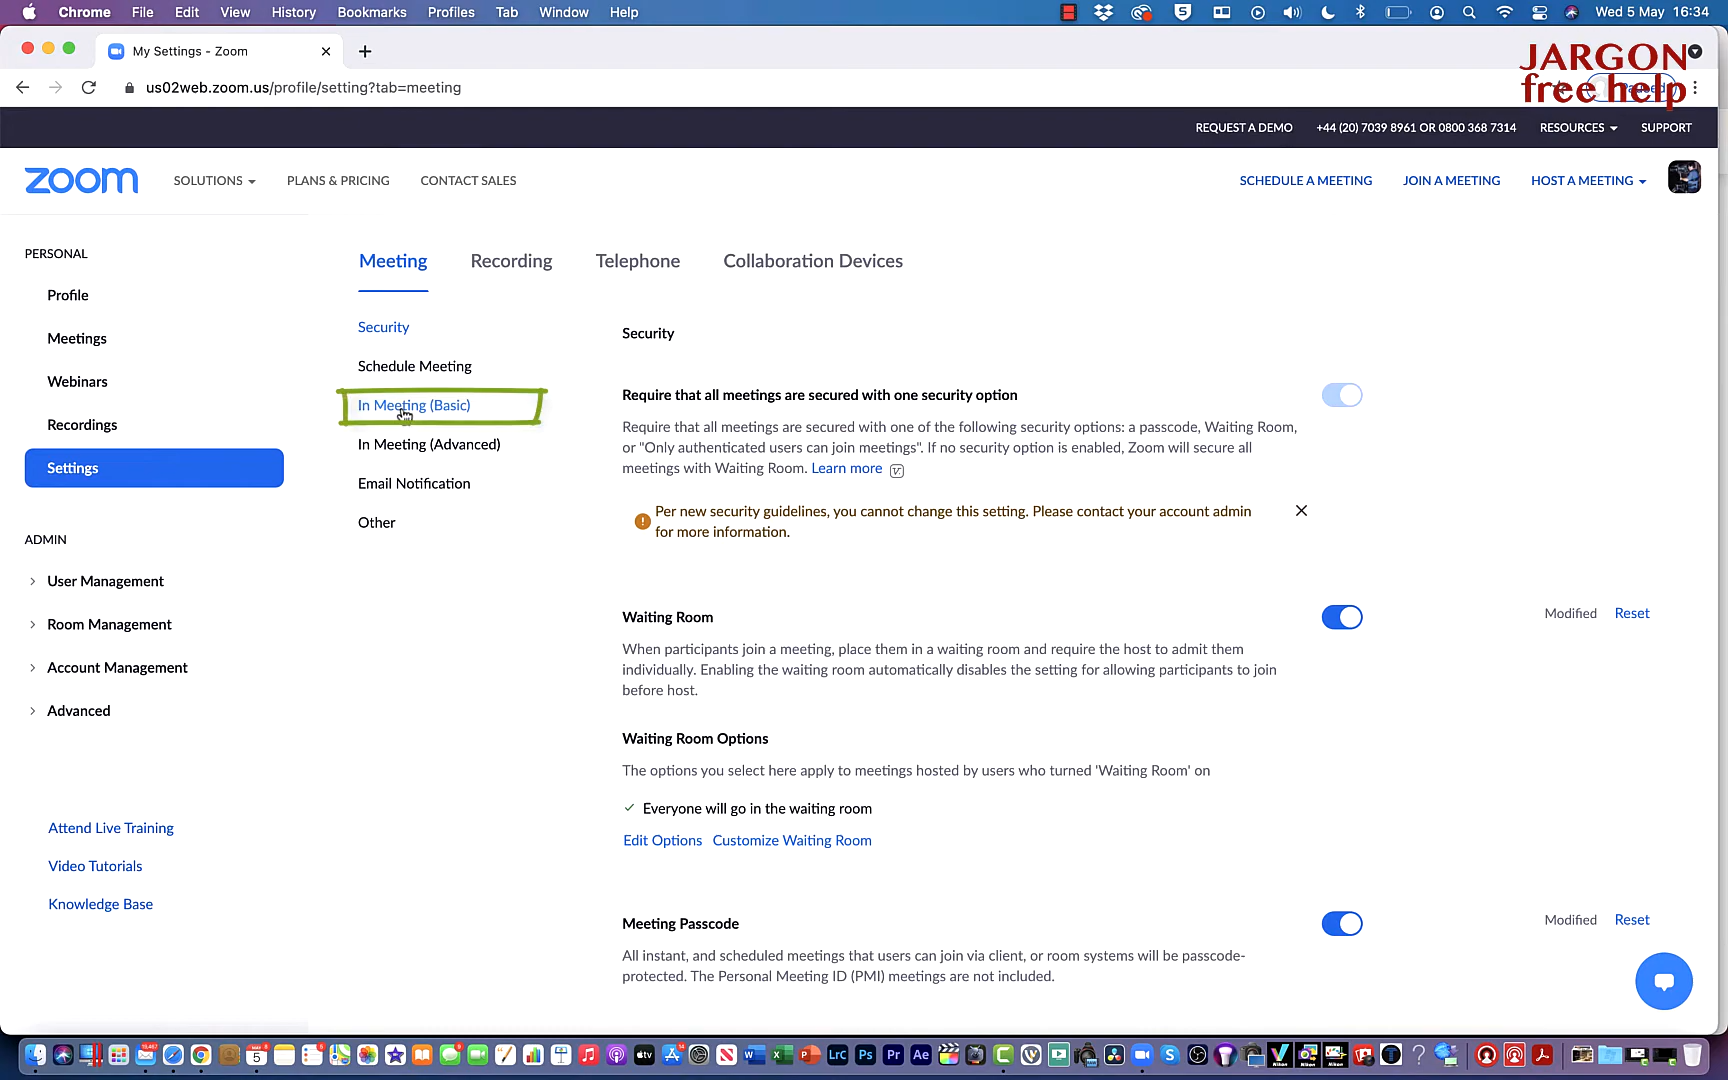 Chrome File Edit View History Bookmarks Profiles Tab Window Help Wed 5 May 16:34
My Settings - Zoom
JARGON
free help
us02web.zoom.us/profile/setting?tab=meeting
REQUEST A DEMO +44 (20) 7039 8961 OR 0800 368 7314 RESOURCES SUPPORT
zoom SOLUTIONS PLANS & PRICING CONTACT SALES SCHEDULE A MEETING JOIN A MEETING HOST A MEETING
PERSONAL
Profile
Meetings
Webinars
Recordings
Settings
ADMIN
User Management
Room Management
Account Management
Advanced
Attend Live Training
Video Tutorials
Knowledge Base
Meeting Recording Telephone Collaboration Devices
Security
Schedule Meeting
In Meeting (Basic)
In Meeting (Advanced)
Email Notification
Other
Security
Require that all meetings are secured with one security option
Require that all meetings are secured with one of the following security options: a passcode, Waiting Room,
or "Only authenticated users can join meetings". If no security option is enabled, Zoom will secure all
meetings with Waiting Room. Learn more
Per new security guidelines, you cannot change this setting. Please contact your account admin
for more information.
Waiting Room Modified Reset
When participants join a meeting, place them in a waiting room and require the host to admit them
individually. Enabling the waiting room automatically disables the setting for allowing participants to join
before host.
Waiting Room Options
The options you select here apply to meetings hosted by users who turned 'Waiting Room' on
Everyone will go in the waiting room
Edit Options Customize Waiting Room
Meeting Passcode Modified Reset
All instant, and scheduled meetings that users can join via client, or room systems will be passcode-
protected. The Personal Meeting ID (PMI) meetings are not included.